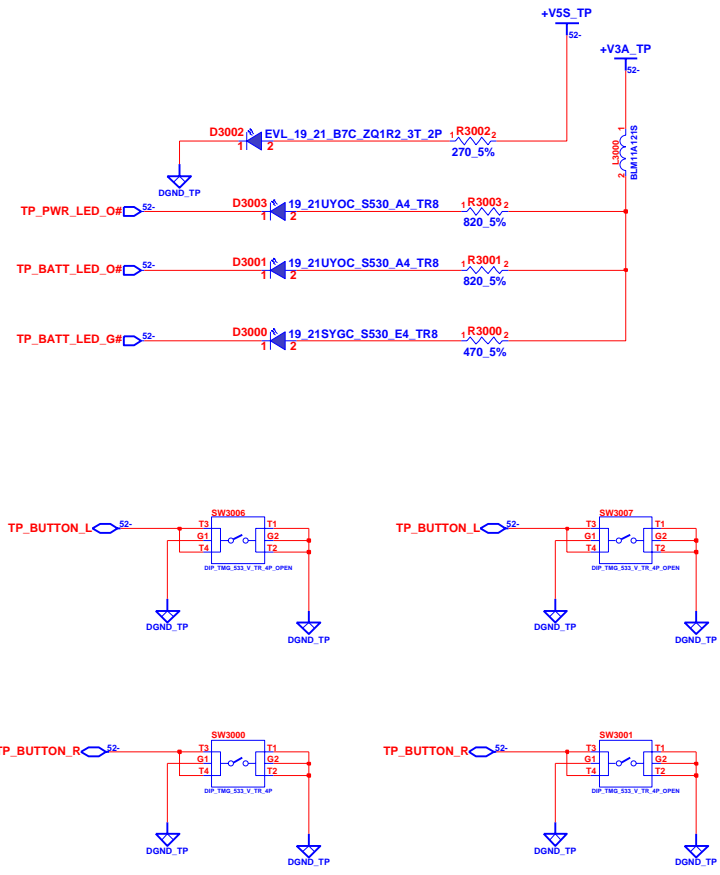 +V5S_TP
52-
+V3A_TP
52-
D3002 EVL_19_21_B7C_ZQ1R2_3T_2P 1 R3002 2
1 2
270_5%
1
L3000
BLM11A121S
2
DGND_TP
TP_PWR_LED_O# 52- D3003 19_21UYOC_S530_A4_TR8 1 R3003 2
1 2
820_5%
TP_BATT_LED_O# 52- D3001 19_21UYOC_S530_A4_TR8 1 R3001 2
1 2
820_5%
TP_BATT_LED_G# 52- D3000 19_21SYGC_S530_E4_TR8 1 R3000 2
1 2
470_5%
SW3006 SW3007
TP_BUTTON_L 52- T3 T1 TP_BUTTON_L 52- T3 T1
G1 G2 G1 G2
T4 T2 T4 T2
DIP_TMG_533_V_TR_4P_OPEN DIP_TMG_533_V_TR_4P_OPEN
DGND_TP DGND_TP DGND_TP DGND_TP
SW3000 SW3001
TP_BUTTON_R 52- T3 T1 TP_BUTTON_R 52- T3 T1
G1 G2 G1 G2
T4 T2 T4 T2
DIP_TMG_533_V_TR_4P DIP_TMG_533_V_TR_4P_OPEN
DGND_TP DGND_TP DGND_TP DGND_TP